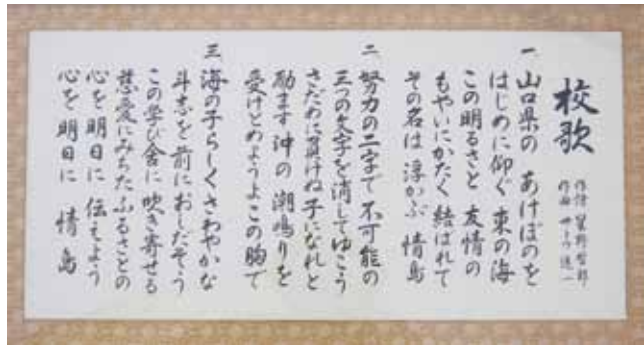 校歌
作詞 星野哲郎
作曲 サトウ進一
一 山口県の あけぼのを
はじめに仰ぐ 東の海
この明るさと 友情の
もやいにかたく 結ばれて
その名は 浮かぶ 情島
二 努力の二字で 不可能の
三つの文字を 消してゆこう
さだめに負けぬ 子になれと
励ます 沖の 潮鳴りを
受けとめようよ この胸で
三 海の子らしく さわやかな
斗志を 前に おしだそう
この学び舎に 吹き寄せる
慈愛にみちた ふるさとの
心を 明日に 伝えよう
心を 明日に 情島